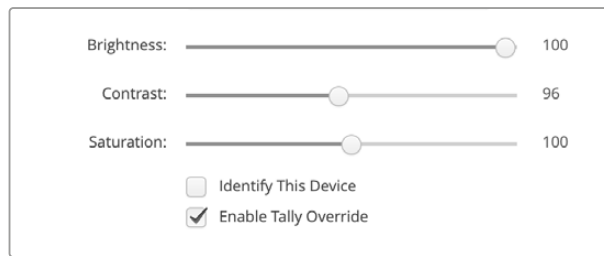 Brightness: 100
Contrast: 96
Saturation: 100
Identify This Device
Enable Tally Override